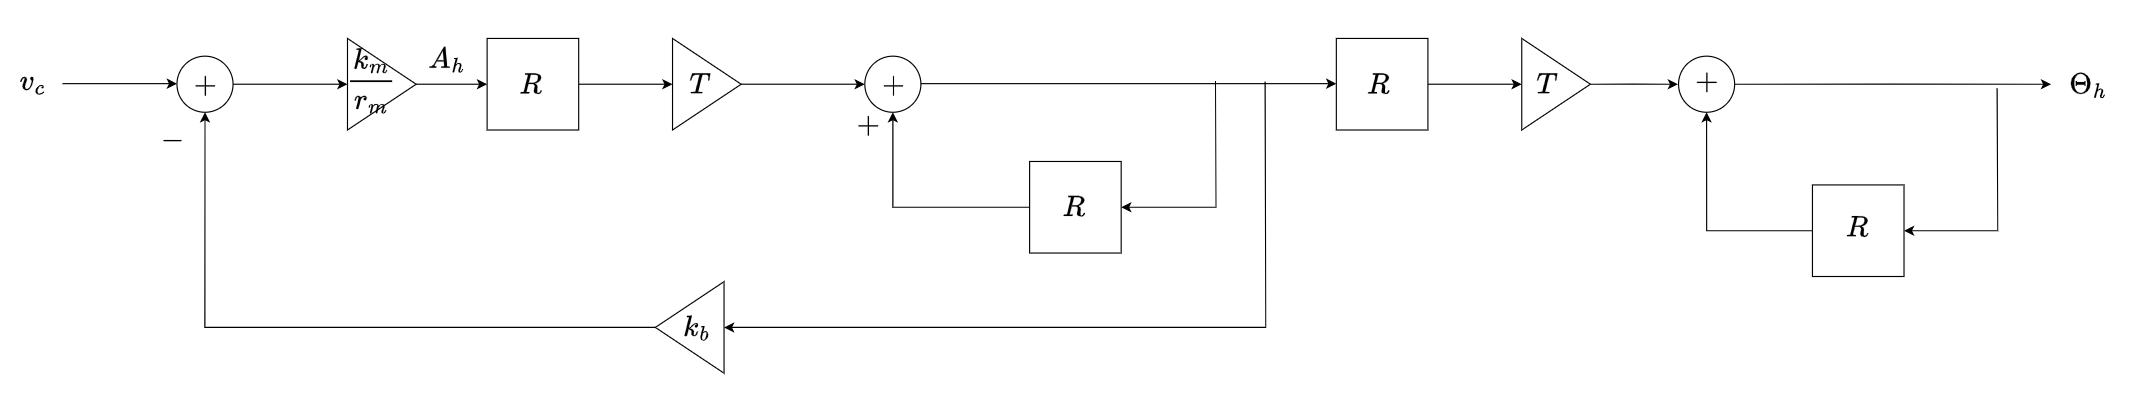 v_c + k_m/r_m A_h R T + R T + Θ_h
− + R R
k_b